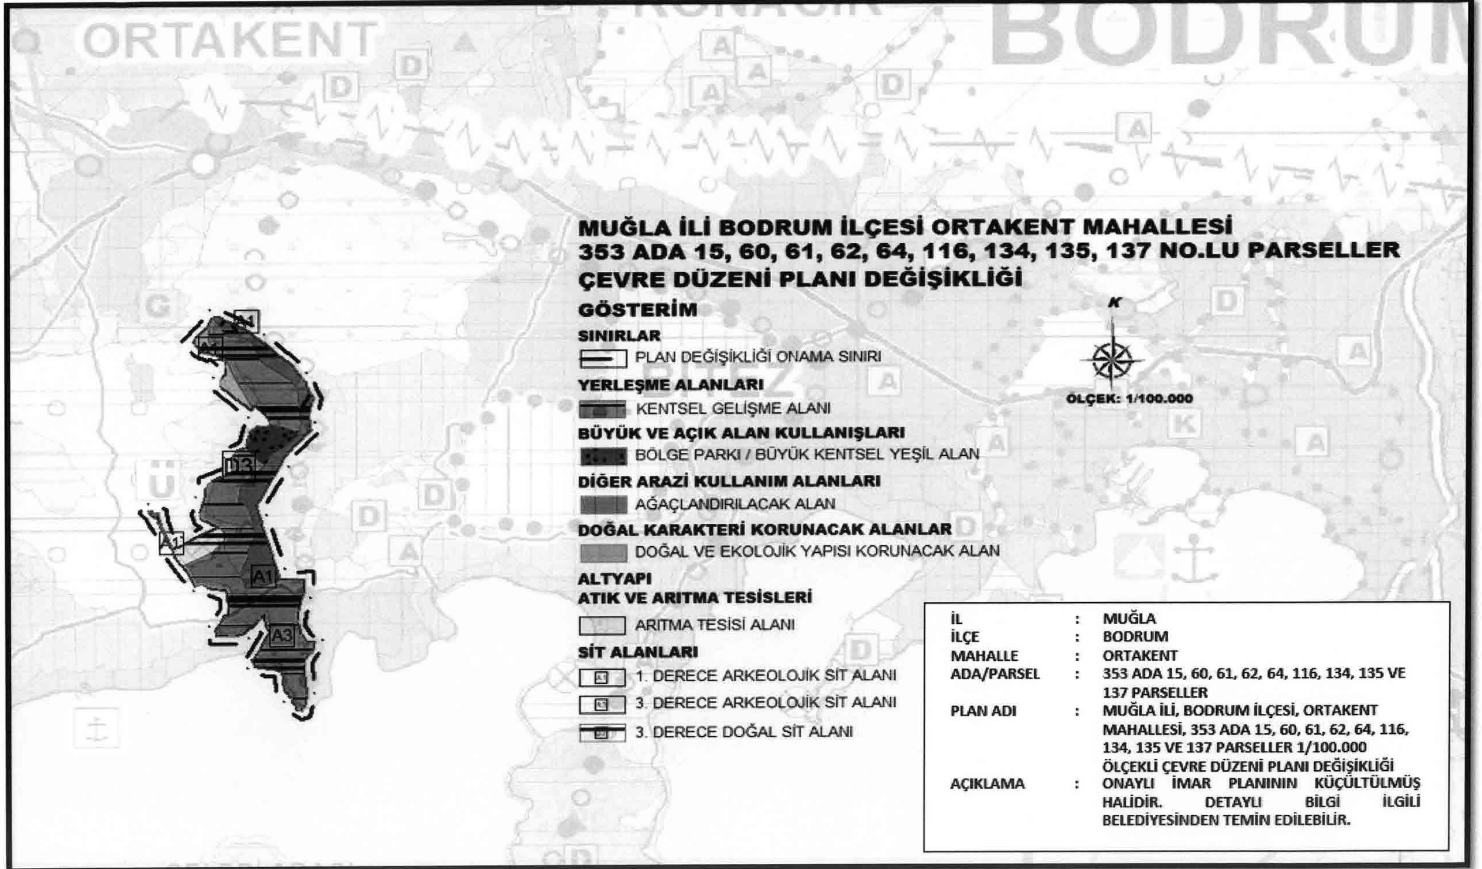 ORTAKENT
KONACIK
BODRUM
D
D
A
A
A
D
A
G
D
A
A
BİTEZ
A
K
A
A
Ü
D
D
A
D
D
D
A1
D3
A1
A1
A3
MUĞLA İLİ BODRUM İLÇESİ ORTAKENT MAHALLESİ
353 ADA 15, 60, 61, 62, 64, 116, 134, 135, 137 NO.LU PARSELLER
ÇEVRE DÜZENİ PLANI DEĞİŞİKLİĞİ
GÖSTERİM
SINIRLAR
PLAN DEĞİŞİKLİĞİ ONAMA SINIRI
YERLEŞME ALANLARI
KENTSEL GELİŞME ALANI
BÜYÜK VE AÇIK ALAN KULLANIŞLARI
BÖLGE PARKI / BÜYÜK KENTSEL YEŞİL ALAN
DİĞER ARAZİ KULLANIM ALANLARI
AĞAÇLANDIRILACAK ALAN
DOĞAL KARAKTERİ KORUNACAK ALANLAR
DOĞAL VE EKOLOJİK YAPISI KORUNACAK ALAN
ALTYAPI
ATIK VE ARITMA TESİSLERİ
ARITMA TESİSİ ALANI
SİT ALANLARI
1. DERECE ARKEOLOJİK SİT ALANI
3. DERECE ARKEOLOJİK SİT ALANI
3. DERECE DOĞAL SİT ALANI
K
ÖLÇEK: 1/100.000
İL : MUĞLA
İLÇE : BODRUM
MAHALLE : ORTAKENT
ADA/PARSEL : 353 ADA 15, 60, 61, 62, 64, 116, 134, 135 VE
137 PARSELLER
PLAN ADI : MUĞLA İLİ, BODRUM İLÇESİ, ORTAKENT
MAHALLESİ, 353 ADA 15, 60, 61, 62, 64, 116,
134, 135 VE 137 PARSELLER 1/100.000
ÖLÇEKLİ ÇEVRE DÜZENİ PLANI DEĞİŞİKLİĞİ
AÇIKLAMA : ONAYLI İMAR PLANININ KÜÇÜLTÜLMÜŞ
HALİDİR. DETAYLI BİLGİ İLGİLİ
BELEDİYESİNDEN TEMİN EDİLEBİLİR.